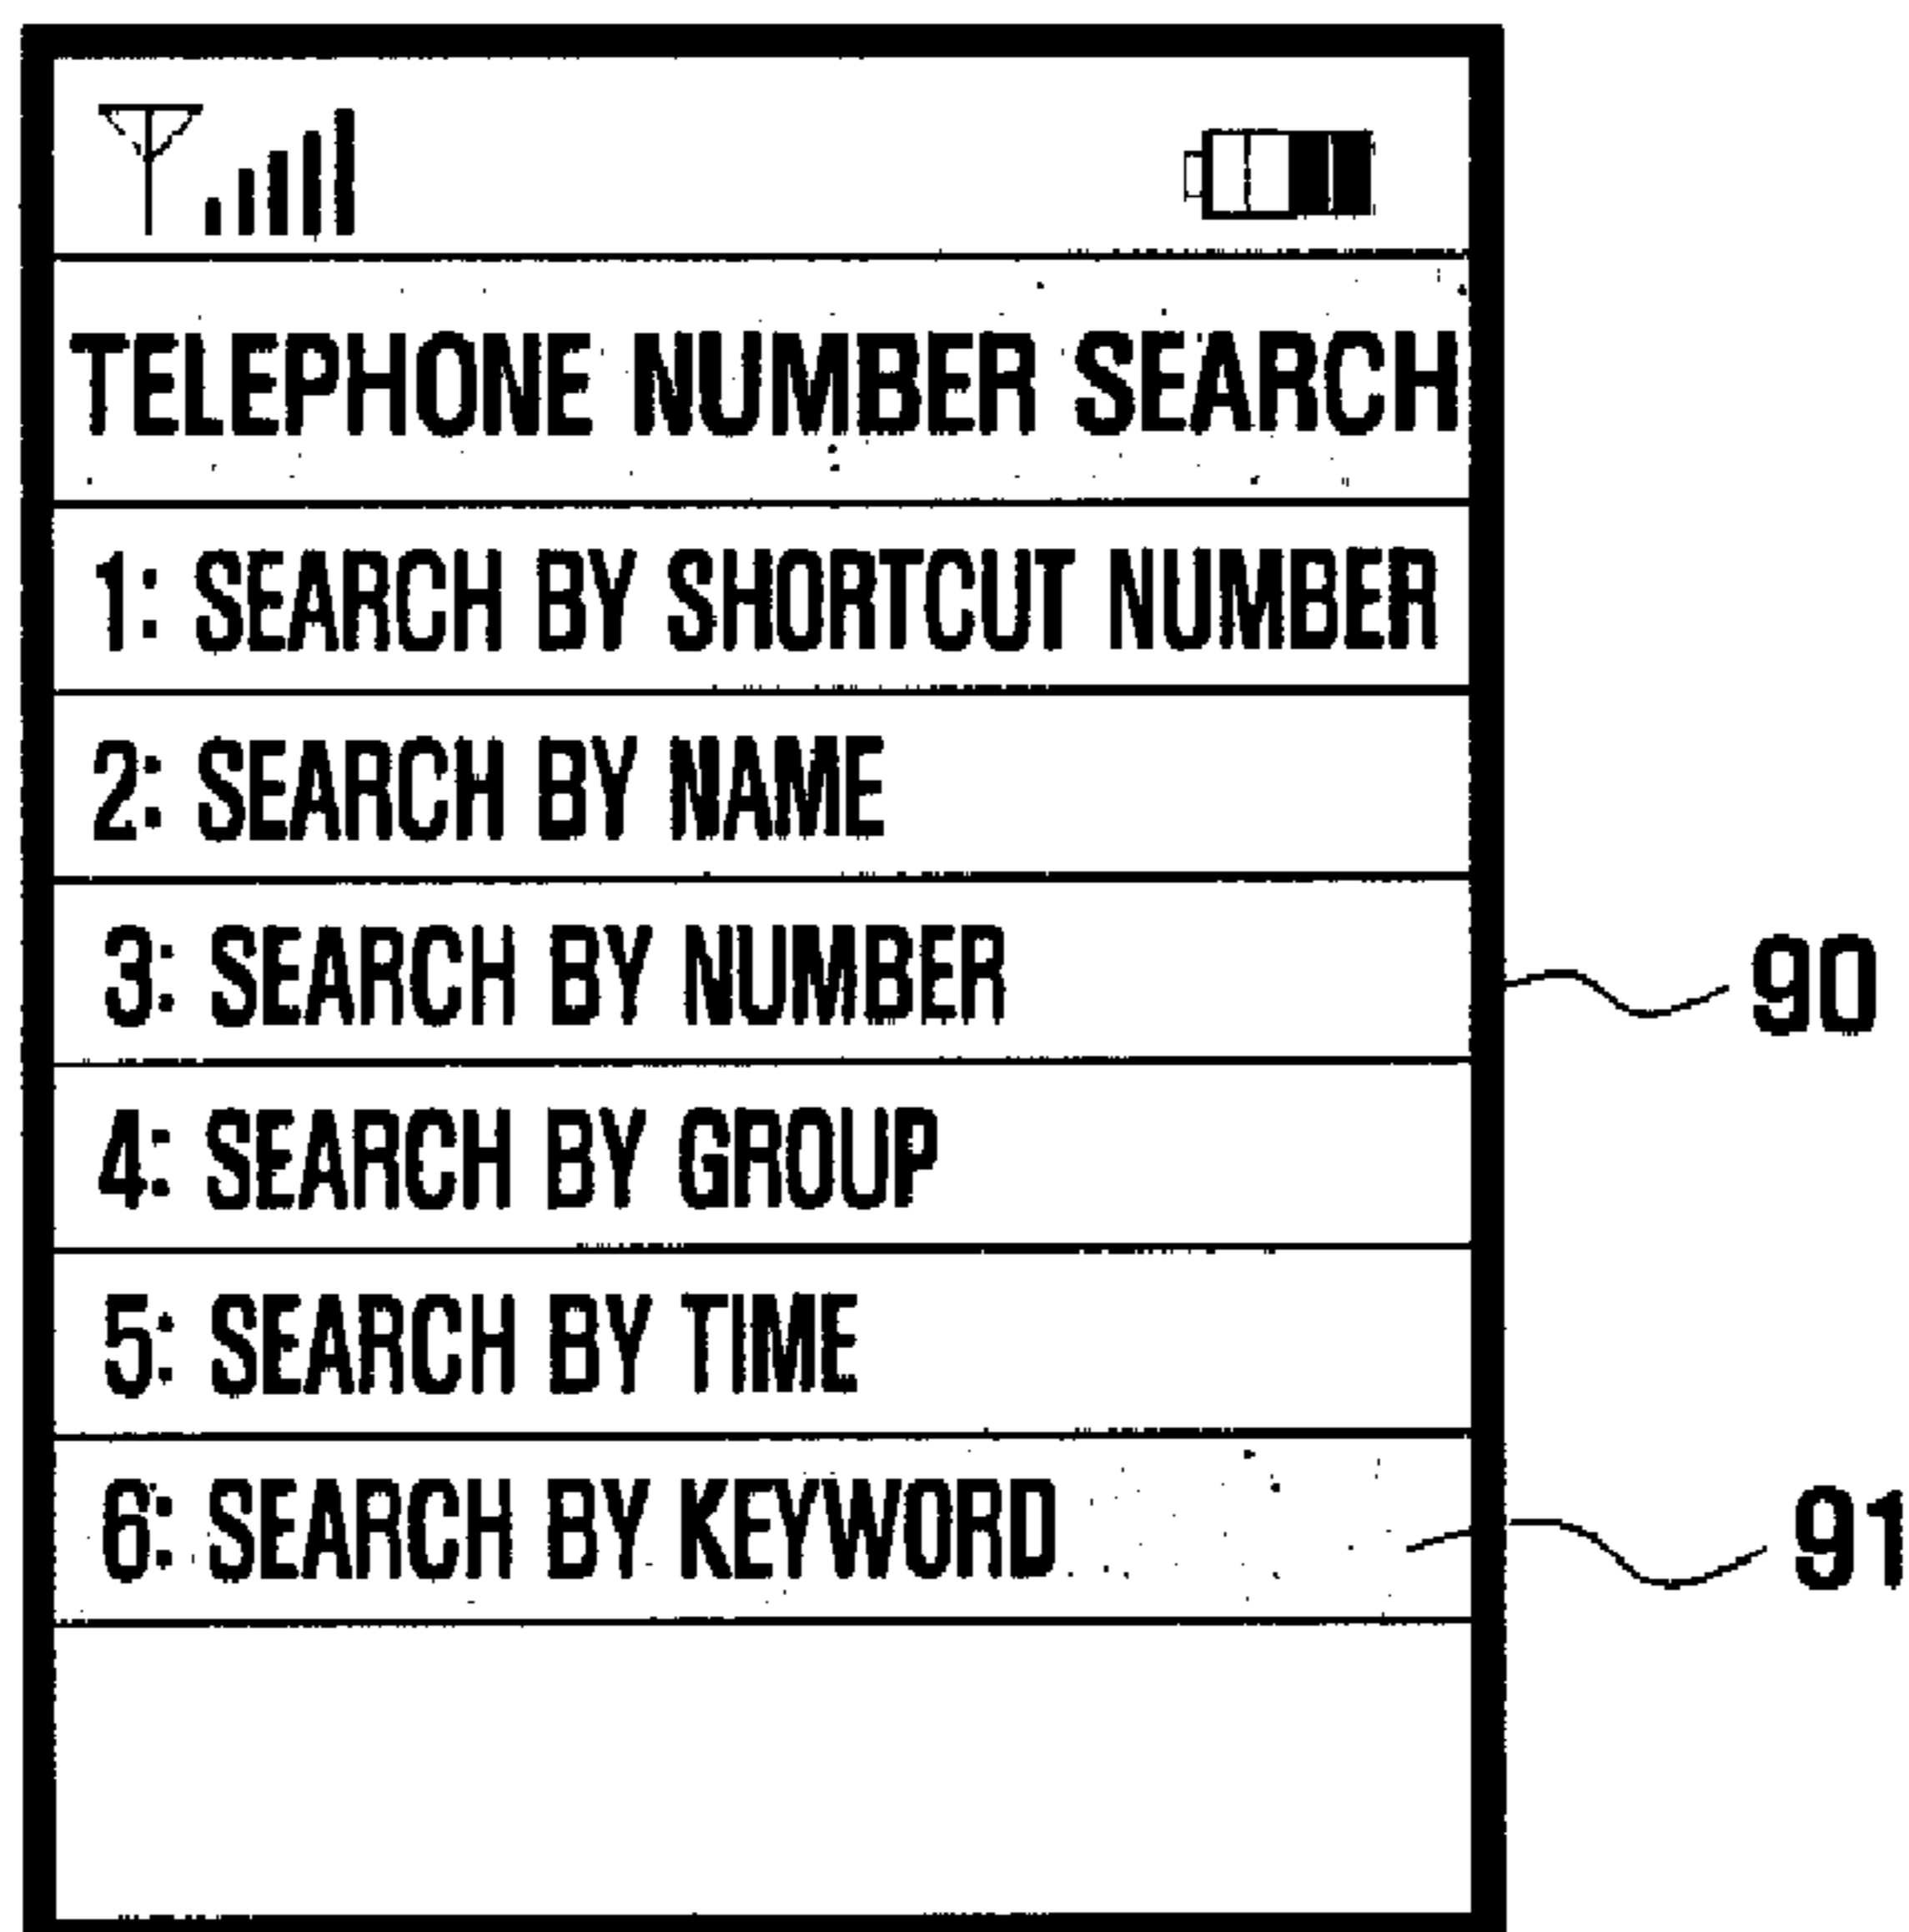 TELEPHONE NUMBER SEARCH
1: SEARCH BY SHORTCUT NUMBER
2: SEARCH BY NAME
3: SEARCH BY NUMBER
90
4: SEARCH BY GROUP
5: SEARCH BY TIME
6: SEARCH BY KEYWORD
91